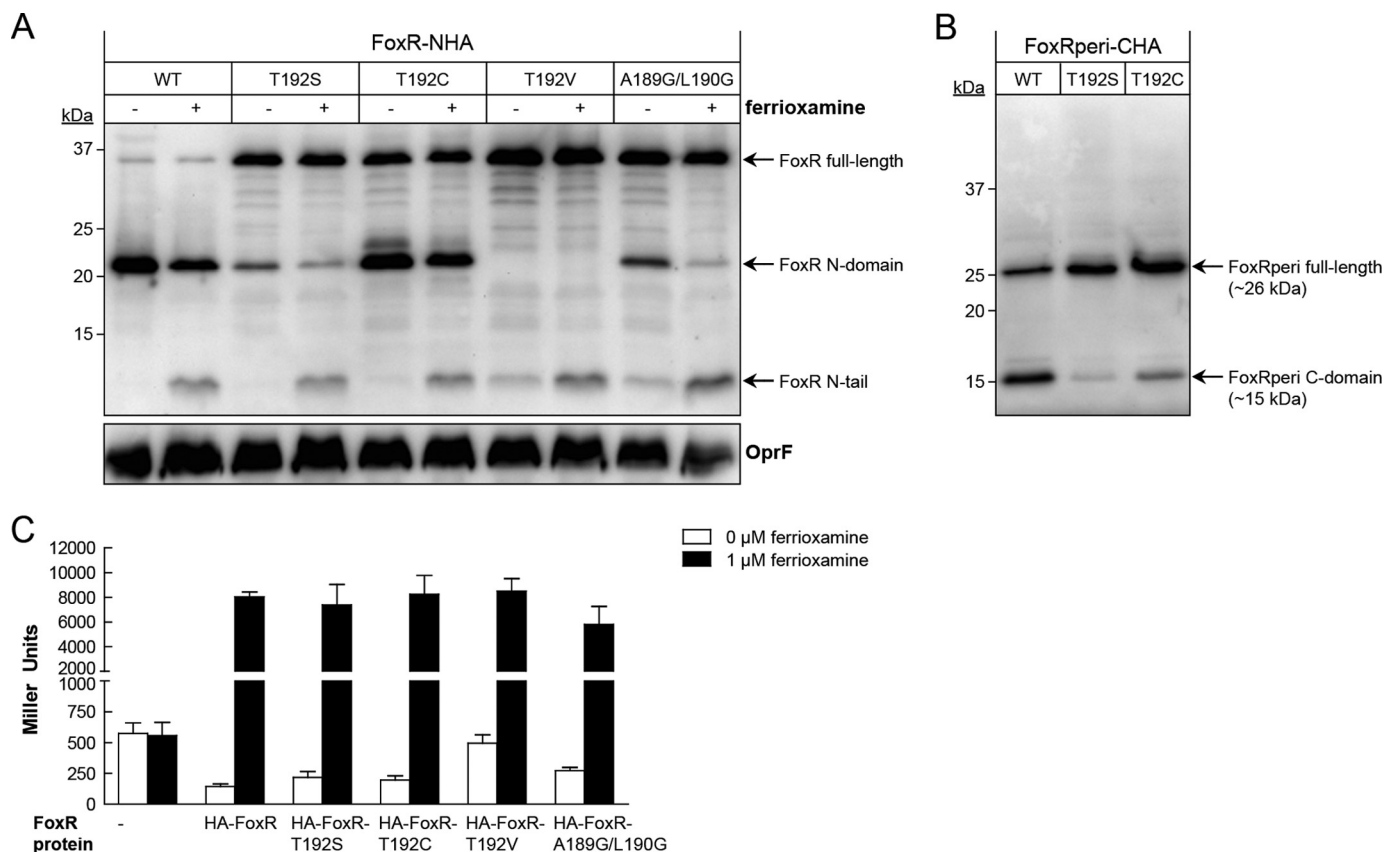 A
FoxR-NHA
WT T192S T192C T192V A189G/L190G
- + - + - + - + - + ferrioxamine
kDa
37
25
20
15
FoxR full-length
FoxR N-domain
FoxR N-tail
OprF
B
FoxRperi-CHA
WT T192S T192C
kDa
37
25
20
15
FoxRperi full-length
(~26 kDa)
FoxRperi C-domain
(~15 kDa)
C
0 µM ferrioxamine
1 µM ferrioxamine
Miller Units
12000
10000
8000
6000
4000
2000
1000
750
500
250
0
FoxR - HA-FoxR HA-FoxR- HA-FoxR- HA-FoxR- HA-FoxR-
protein T192S T192C T192V A189G/L190G